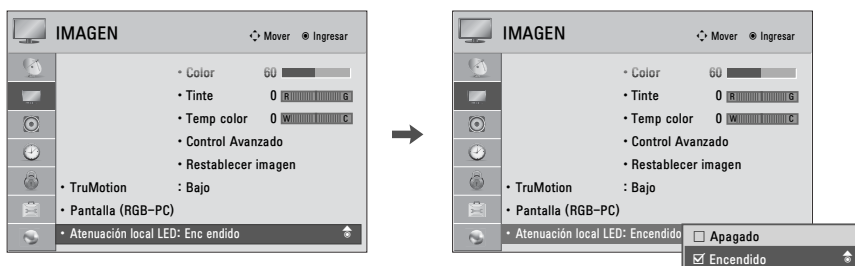 IMAGEN Mover Ingresar
• Color 60
• Tinte 0 R G
• Temp color 0 W C
• Control Avanzado
• Restablecer imagen
• TruMotion : Bajo
• Pantalla (RGB-PC)
• Atenuación local LED: Enc endido
IMAGEN Mover Ingresar
• Color 60
• Tinte 0 R G
• Temp color 0 W C
• Control Avanzado
• Restablecer imagen
• TruMotion : Bajo
• Pantalla (RGB-PC)
• Atenuación local LED: Encendido
Apagado
Encendido